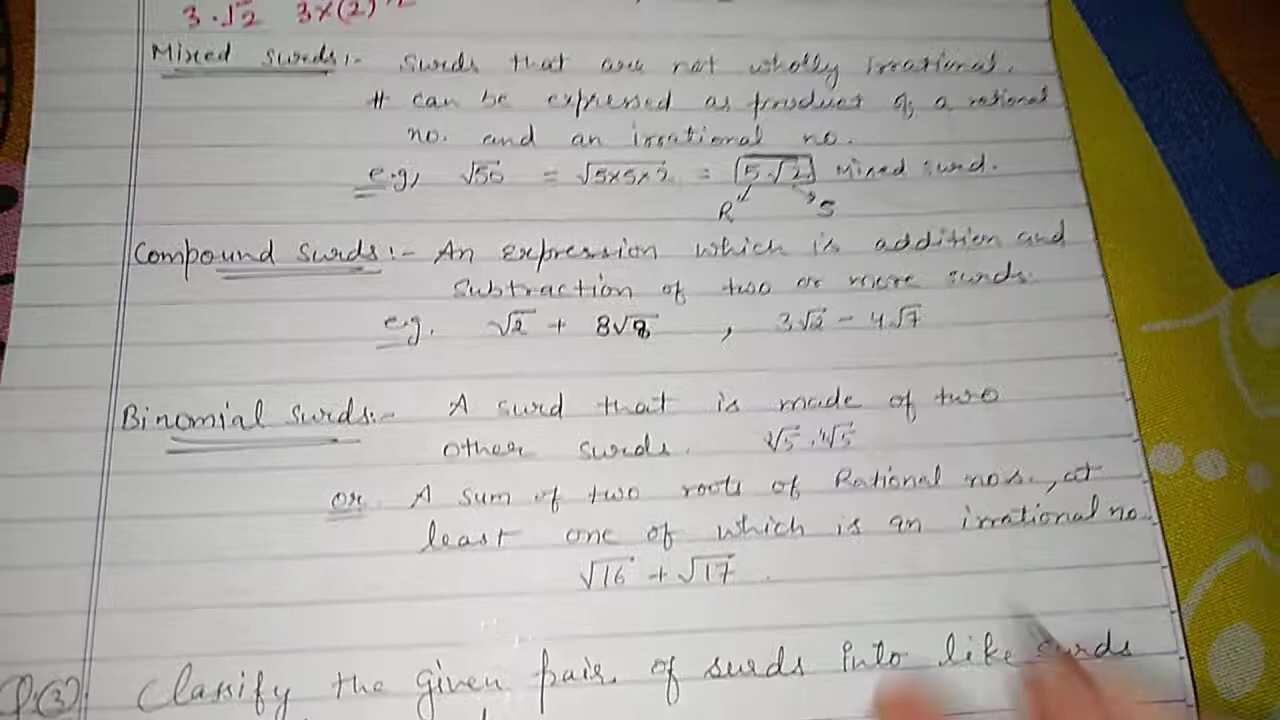 3.√2 3×(2)
Mixed Surds:- Surds that are not wholly irrational.
It can be expressed as product of a rational
no. and an irrational no.
e.g, √50 = √5×5×2 = 5.√2 Mixed surd.
R S
Compound Surds:- An expression which is addition and
subtraction of two or more surds.
e.g. √2 + 8√8 , 3√2 - 4√7
Binomial Surds:- A surd that is made of two
other surds.
or A sum of two roots of Rational nos., at
least one of which is an irrational no.
√16 + √17
Classify the given pair of surds into like surds